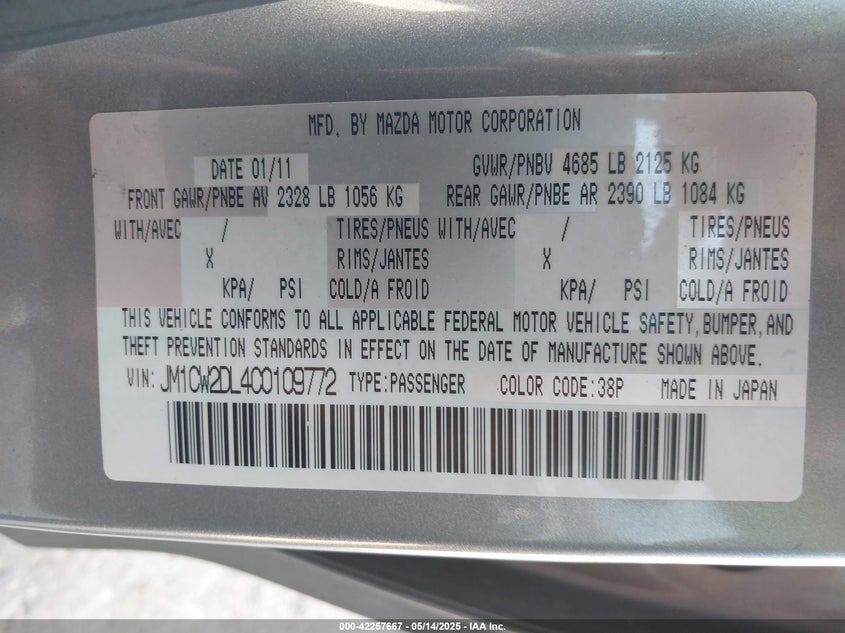 MFD. BY MAZDA MOTOR CORPORATION
DATE 01/11 GVWR/PNBV 4685 LB 2125 KG
FRONT GAWR/PNBE AV 2328 LB 1056 KG REAR GAWR/PNBE AR 2390 LB 1084 KG
WITH/AVEC / TIRES/PNEUS WITH/AVEC / TIRES/PNEUS
X RIMS/JANTES X RIMS/JANTES
KPA/ PSI COLD/A FROID KPA/ PSI COLD/A FROID
THIS VEHICLE CONFORMS TO ALL APPLICABLE FEDERAL MOTOR VEHICLE SAFETY, BUMPER, AND
THEFT PREVENTION STANDARDS IN EFFECT ON THE DATE OF MANUFACTURE SHOWN ABOVE.
VIN: JM1CW2DL4C0109772 TYPE:PASSENGER COLOR CODE:38P MADE IN JAPAN
000-42257667 - 05/14/2025 - IAA Inc.